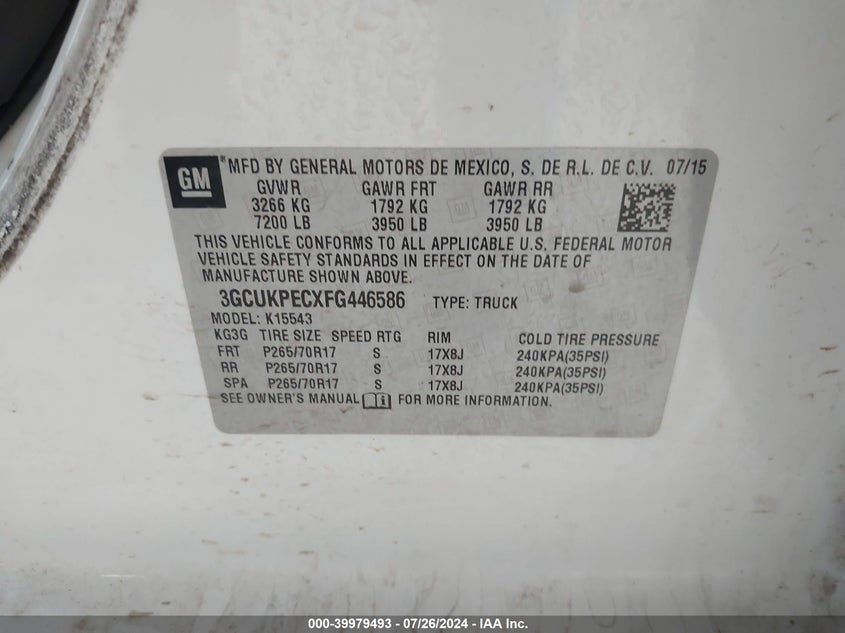 GM® MFD BY GENERAL MOTORS DE MEXICO, S. DE R.L. DE C.V. 07/15
GVWR GAWR FRT GAWR RR
3266 KG 1792 KG 1792 KG
7200 LB 3950 LB 3950 LB
THIS VEHICLE CONFORMS TO ALL APPLICABLE U.S. FEDERAL MOTOR
VEHICLE SAFETY STANDARDS IN EFFECT ON THE DATE OF
MANUFACTURE SHOWN ABOVE.
3GCUKPECXFG446586 TYPE: TRUCK
MODEL: K15543
KG3G TIRE SIZE SPEED RTG RIM COLD TIRE PRESSURE
FRT P265/70R17 S 17X8J 240KPA(35PSI)
RR P265/70R17 S 17X8J 240KPA(35PSI)
SPA P265/70R17 S 17X8J 240KPA(35PSI)
SEE OWNER'S MANUAL FOR MORE INFORMATION.
000-39979493 - 07/26/2024 - IAA Inc.